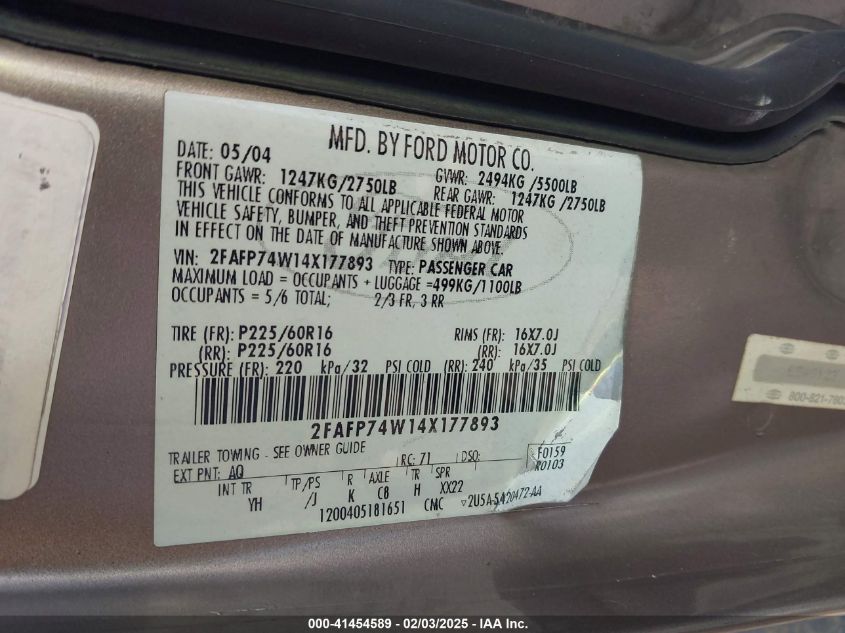 MFD. BY FORD MOTOR CO.
DATE: 05/04 GVWR: 2494KG /5500LB
FRONT GAWR: 1247KG/2750LB REAR GAWR: 1247KG /2750LB
THIS VEHICLE CONFORMS TO ALL APPLICABLE FEDERAL MOTOR
VEHICLE SAFETY, BUMPER, AND THEFT PREVENTION STANDARDS
IN EFFECT ON THE DATE OF MANUFACTURE SHOWN ABOVE.
VIN: 2FAFP74W14X177893 TYPE: PASSENGER CAR
MAXIMUM LOAD = OCCUPANTS + LUGGAGE =499KG/1100LB
OCCUPANTS = 5/6 TOTAL; 2/3 FR, 3 RR
TIRE (FR): P225/60R16 RIMS (FR): 16X7.0J
(RR): P225/60R16 (RR): 16X7.0J
PRESSURE (FR): 220 kPa/32 PSI COLD (RR): 240 kPa/35 PSI COLD
2FAFP74W14X177893
TRAILER TOWING - SEE OWNER GUIDE F0159
EXT PNT: AQ RC: 71 DSO: R0103
INT TR TP/PS R AXLE TR SPR
YH /J K C8 H XX22
1200405181651 CMC ▽2U5A-5A20472-AA
800-821-780
000-41454589 - 02/03/2025 - IAA Inc.